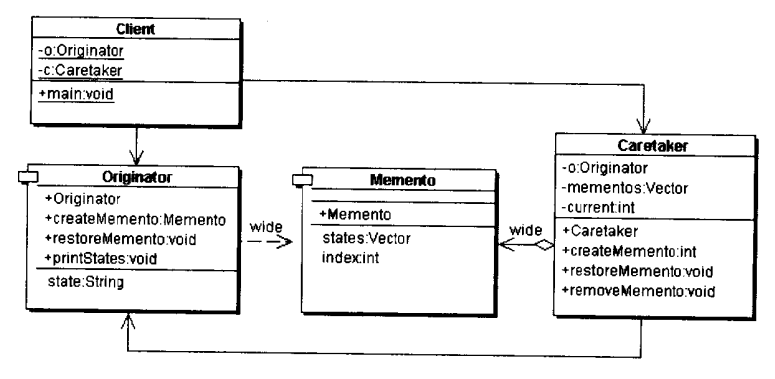 Client
-o:Originator
-c:Caretaker
+main:void
Originator
+Originator
+createMemento:Memento
+restoreMemento:void
+printStates:void
state:String
wide
Memento
+Memento
states:Vector
index:int
wide
Caretaker
-o:Originator
-mementos:Vector
-current:int
+Caretaker
+createMemento:int
+restoreMemento:void
+removeMemento:void